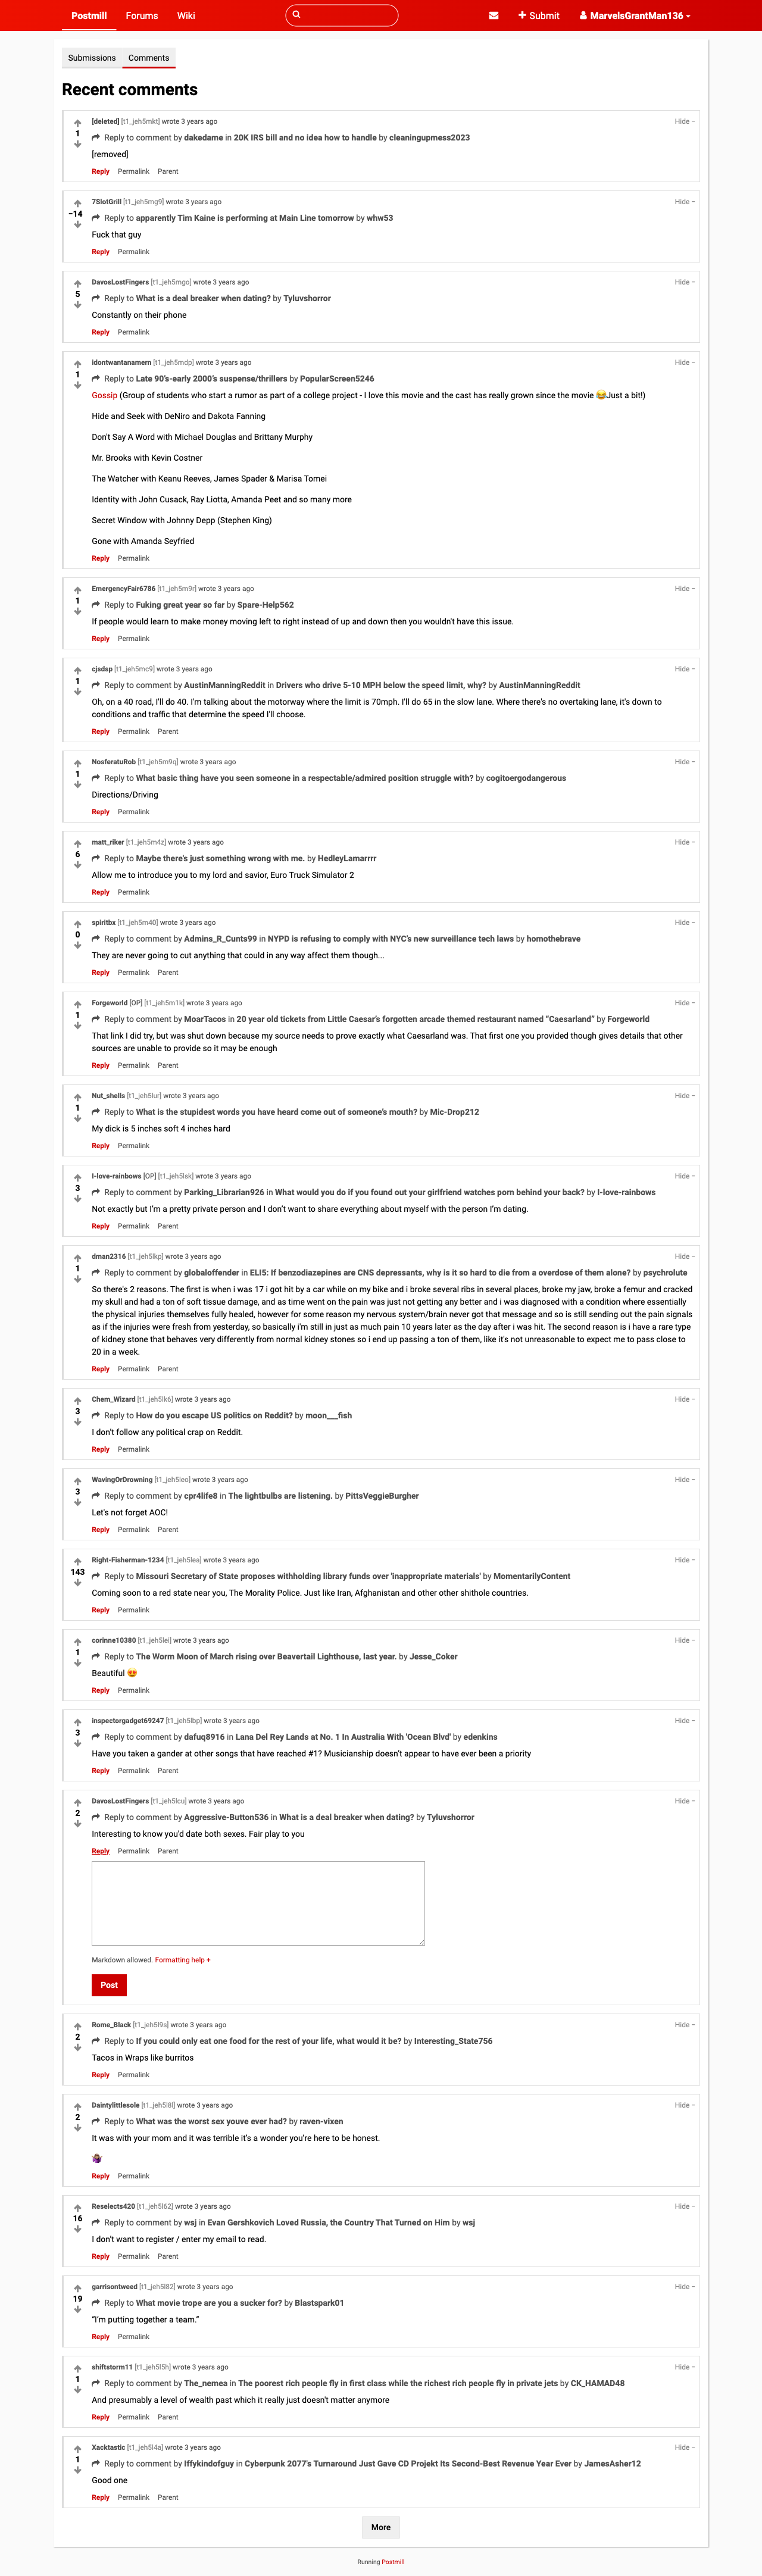 Postmill Forums Wiki Submit MarvelsGrantMan136
Submissions Comments
Recent comments
[deleted] [t1_jeh5mkt] wrote 3 years ago Hide −
1
Reply to comment by dakedame in 20K IRS bill and no idea how to handle by cleaningupmess2023
[removed]
Reply Permalink Parent
7SlotGrill [t1_jeh5mg9] wrote 3 years ago Hide −
−14
Reply to apparently Tim Kaine is performing at Main Line tomorrow by whw53
Fuck that guy
Reply Permalink
DavosLostFingers [t1_jeh5mgo] wrote 3 years ago Hide −
5
Reply to What is a deal breaker when dating? by Tyluvshorror
Constantly on their phone
Reply Permalink
idontwantanamern [t1_jeh5mdp] wrote 3 years ago Hide −
1
Reply to Late 90's-early 2000's suspense/thrillers by PopularScreen5246
Gossip (Group of students who start a rumor as part of a college project - I love this movie and the cast has really grown since the movie 😂Just a bit!)
Hide and Seek with DeNiro and Dakota Fanning
Don't Say A Word with Michael Douglas and Brittany Murphy
Mr. Brooks with Kevin Costner
The Watcher with Keanu Reeves, James Spader & Marisa Tomei
Identity with John Cusack, Ray Liotta, Amanda Peet and so many more
Secret Window with Johnny Depp (Stephen King)
Gone with Amanda Seyfried
Reply Permalink
EmergencyFair6786 [t1_jeh5m9r] wrote 3 years ago Hide −
1
Reply to Fuking great year so far by Spare-Help562
If people would learn to make money moving left to right instead of up and down then you wouldn't have this issue.
Reply Permalink
cjsdsp [t1_jeh5mc9] wrote 3 years ago Hide −
1
Reply to comment by AustinManningReddit in Drivers who drive 5-10 MPH below the speed limit, why? by AustinManningReddit
Oh, on a 40 road, I'll do 40. I'm talking about the motorway where the limit is 70mph. I'll do 65 in the slow lane. Where there's no overtaking lane, it's down to
conditions and traffic that determine the speed I'll choose.
Reply Permalink Parent
NosferatuRob [t1_jeh5m9q] wrote 3 years ago Hide −
1
Reply to What basic thing have you seen someone in a respectable/admired position struggle with? by cogitoergodangerous
Directions/Driving
Reply Permalink
matt_riker [t1_jeh5m4z] wrote 3 years ago Hide −
6
Reply to Maybe there's just something wrong with me. by HedleyLamarrrr
Allow me to introduce you to my lord and savior, Euro Truck Simulator 2
Reply Permalink
spiritbx [t1_jeh5m40] wrote 3 years ago Hide −
0
Reply to comment by Admins_R_Cunts99 in NYPD is refusing to comply with NYC's new surveillance tech laws by homothebrave
They are never going to cut anything that could in any way affect them though...
Reply Permalink Parent
Forgeworld [OP] [t1_jeh5m1k] wrote 3 years ago Hide −
1
Reply to comment by MoarTacos in 20 year old tickets from Little Caesar's forgotten arcade themed restaurant named “Caesarland” by Forgeworld
That link I did try, but was shut down because my source needs to prove exactly what Caesarland was. That first one you provided though gives details that other
sources are unable to provide so it may be enough
Reply Permalink Parent
Nut_shells [t1_jeh5lur] wrote 3 years ago Hide −
1
Reply to What is the stupidest words you have heard come out of someone's mouth? by Mic-Drop212
My dick is 5 inches soft 4 inches hard
Reply Permalink
I-love-rainbows [OP] [t1_jeh5lsk] wrote 3 years ago Hide −
3
Reply to comment by Parking_Librarian926 in What would you do if you found out your girlfriend watches porn behind your back? by I-love-rainbows
Not exactly but I'm a pretty private person and I don't want to share everything about myself with the person I'm dating.
Reply Permalink Parent
dman2316 [t1_jeh5lkp] wrote 3 years ago Hide −
1
Reply to comment by globaloffender in ELI5: If benzodiazepines are CNS depressants, why is it so hard to die from a overdose of them alone? by psychrolute
So there's 2 reasons. The first is when i was 17 i got hit by a car while on my bike and i broke several ribs in several places, broke my jaw, broke a femur and cracked
my skull and had a ton of soft tissue damage, and as time went on the pain was just not getting any better and i was diagnosed with a condition where essentially
the physical injuries themselves fully healed, however for some reason my nervous system/brain never got that message and so is still sending out the pain signals
as if the injuries were fresh from yesterday, so basically i'm still in just as much pain 10 years later as the day after i was hit. The second reason is i have a rare type
of kidney stone that behaves very differently from normal kidney stones so i end up passing a ton of them, like it's not unreasonable to expect me to pass close to
20 in a week.
Reply Permalink Parent
Chem_Wizard [t1_jeh5lk6] wrote 3 years ago Hide −
3
Reply to How do you escape US politics on Reddit? by moon___fish
I don't follow any political crap on Reddit.
Reply Permalink
WavingOrDrowning [t1_jeh5leo] wrote 3 years ago Hide −
3
Reply to comment by cpr4life8 in The lightbulbs are listening. by PittsVeggieBurgher
Let's not forget AOC!
Reply Permalink Parent
Right-Fisherman-1234 [t1_jeh5lea] wrote 3 years ago Hide −
143
Reply to Missouri Secretary of State proposes withholding library funds over 'inappropriate materials' by MomentarilyContent
Coming soon to a red state near you, The Morality Police. Just like Iran, Afghanistan and other other shithole countries.
Reply Permalink
corinne10380 [t1_jeh5lei] wrote 3 years ago Hide −
1
Reply to The Worm Moon of March rising over Beavertail Lighthouse, last year. by Jesse_Coker
Beautiful 😍
Reply Permalink
inspectorgadget69247 [t1_jeh5lbp] wrote 3 years ago Hide −
3
Reply to comment by dafuq8916 in Lana Del Rey Lands at No. 1 In Australia With 'Ocean Blvd' by edenkins
Have you taken a gander at other songs that have reached #1? Musicianship doesn't appear to have ever been a priority
Reply Permalink Parent
DavosLostFingers [t1_jeh5lcu] wrote 3 years ago Hide −
2
Reply to comment by Aggressive-Button536 in What is a deal breaker when dating? by Tyluvshorror
Interesting to know you'd date both sexes. Fair play to you
Reply Permalink Parent
Markdown allowed. Formatting help +
Post
Rome_Black [t1_jeh5l9s] wrote 3 years ago Hide −
2
Reply to If you could only eat one food for the rest of your life, what would it be? by Interesting_State756
Tacos in Wraps like burritos
Reply Permalink
Daintylittlesole [t1_jeh5l8l] wrote 3 years ago Hide −
2
Reply to What was the worst sex youve ever had? by raven-vixen
It was with your mom and it was terrible it's a wonder you're here to be honest.
Reply Permalink
Reselects420 [t1_jeh5l62] wrote 3 years ago Hide −
16
Reply to comment by wsj in Evan Gershkovich Loved Russia, the Country That Turned on Him by wsj
I don't want to register / enter my email to read.
Reply Permalink Parent
garrisontweed [t1_jeh5l82] wrote 3 years ago Hide −
19
Reply to What movie trope are you a sucker for? by Blastspark01
“I'm putting together a team.”
Reply Permalink
shiftstorm11 [t1_jeh5l5h] wrote 3 years ago Hide −
1
Reply to comment by The_nemea in The poorest rich people fly in first class while the richest rich people fly in private jets by CK_HAMAD48
And presumably a level of wealth past which it really just doesn't matter anymore
Reply Permalink Parent
Xacktastic [t1_jeh5l4a] wrote 3 years ago Hide −
1
Reply to comment by Iffykindofguy in Cyberpunk 2077's Turnaround Just Gave CD Projekt Its Second-Best Revenue Year Ever by JamesAsher12
Good one
Reply Permalink Parent
More
Running Postmill